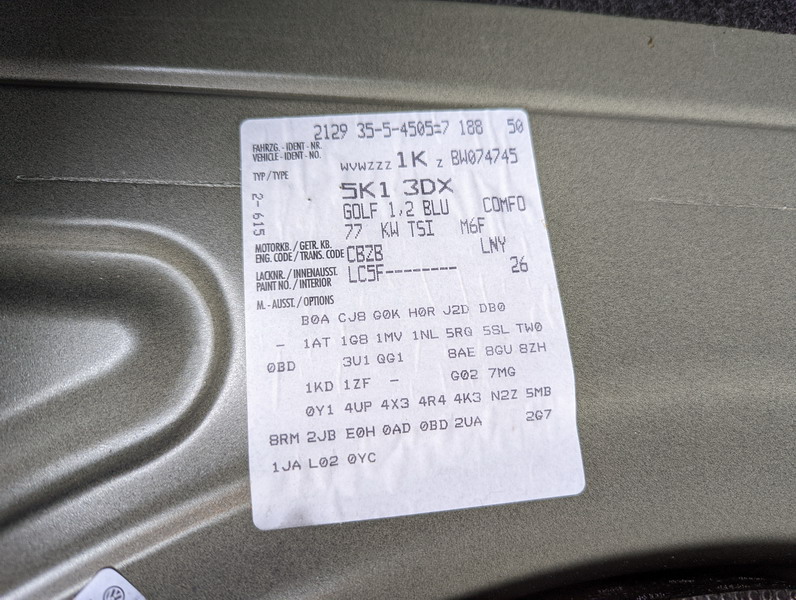 2129 35-5-4505=7 188 50
FAHRZG. - IDENT - NR.
VEHICLE - IDENT - NO.
WVWZZZ 1K Z BW074745
TYP / TYPE
5K1 3DX
2- 615
GOLF 1,2 BLU COMFO
77 KW TSI M6F
MOTORKB. / GETR. KB.
ENG. CODE / TRANS. CODE CBZB LNY
LACKNR. / INNENAUSST.
PAINT NO. / INTERIOR LC5F-------- 26
M. - AUSST. / OPTIONS
B0A CJ8 G0K H0R J2D DB0
- 1AT 1G8 1MV 1NL 5RQ 5SL TW0
0BD 3U1 QG1 8AE 8GU 8ZH
1KD 1ZF - G02 7MG
0Y1 4UP 4X3 4R4 4K3 N2Z 5MB
8RM 2JB E0H 0AD 0BD 2UA 2G7
1JA L02 0YC